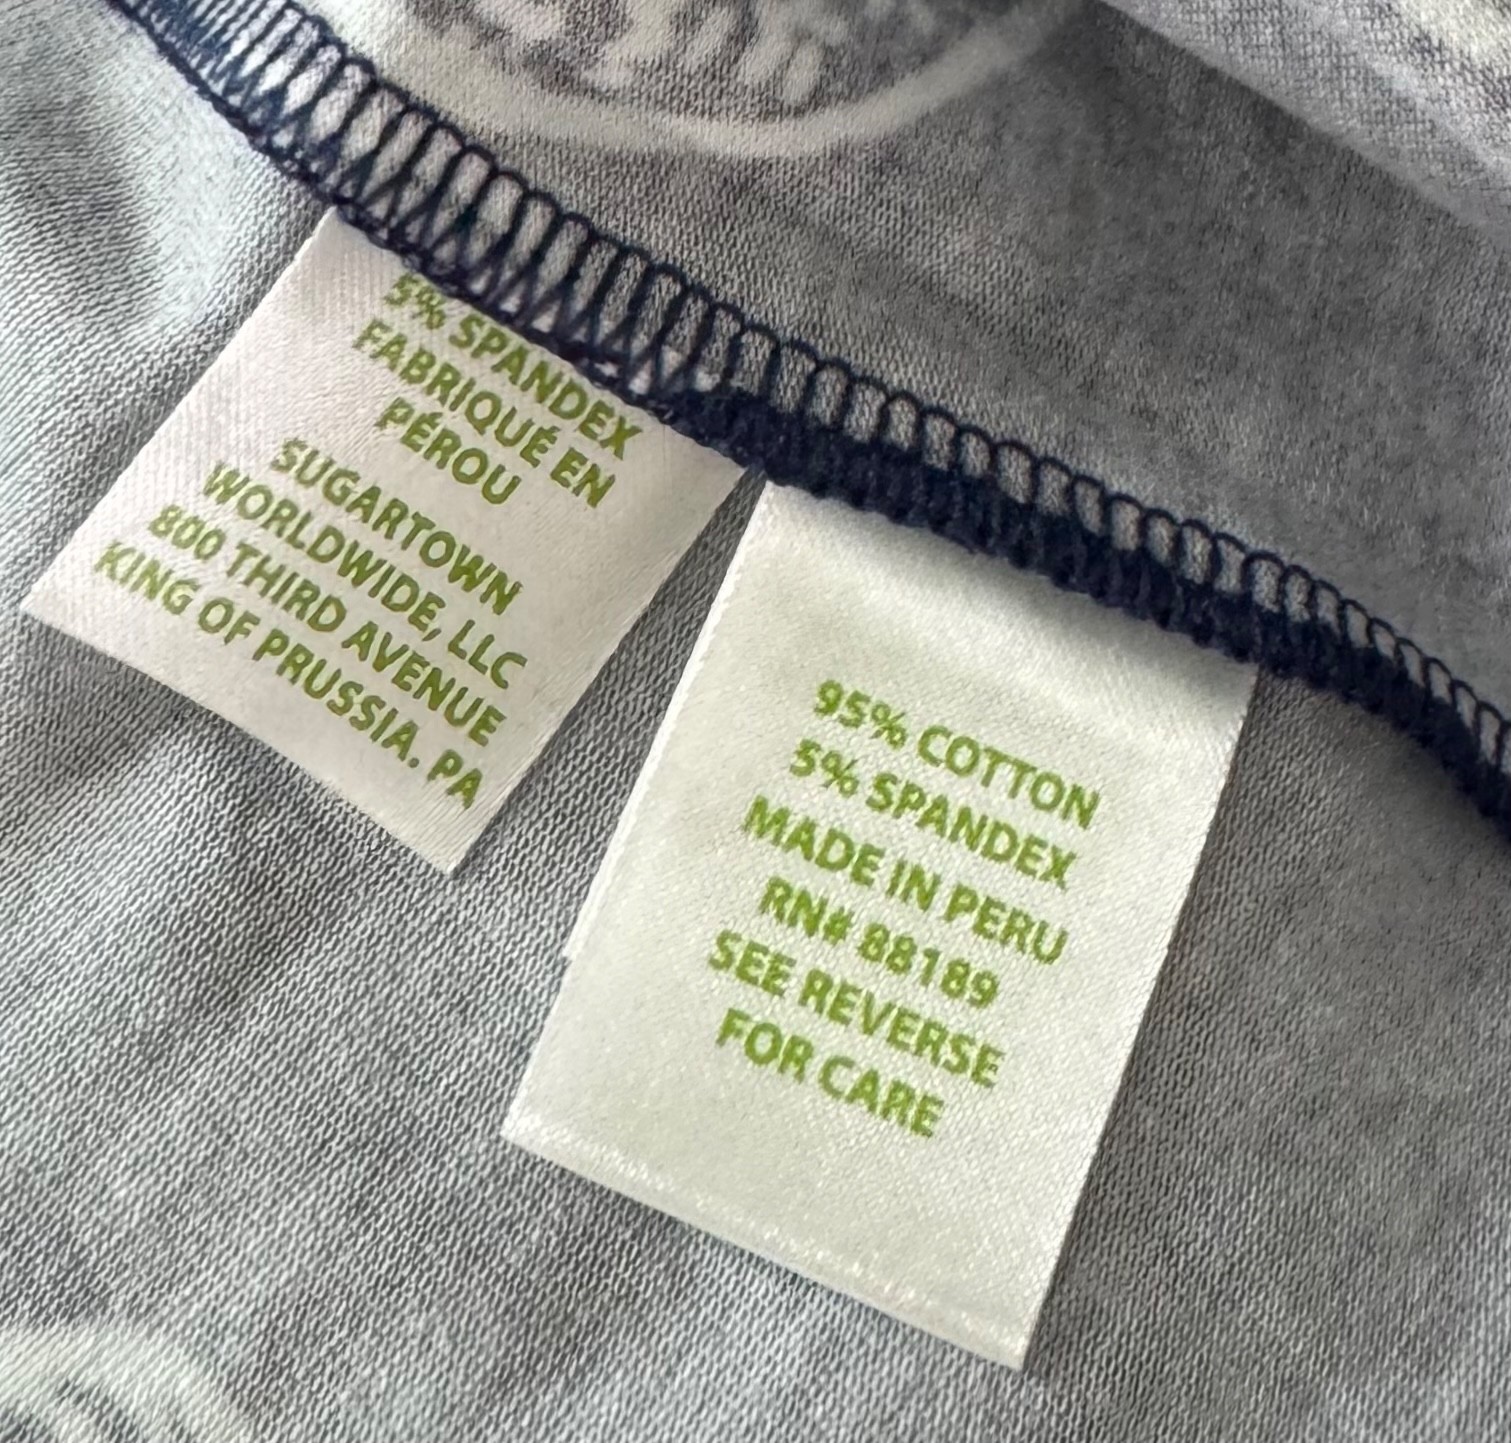 5% SPANDEX
FABRIQUÉ EN
PÉROU
SUGARTOWN
WORLDWIDE, LLC
800 THIRD AVENUE
KING OF PRUSSIA. PA
95% COTTON
5% SPANDEX
MADE IN PERU
RN# 88189
SEE REVERSE
FOR CARE